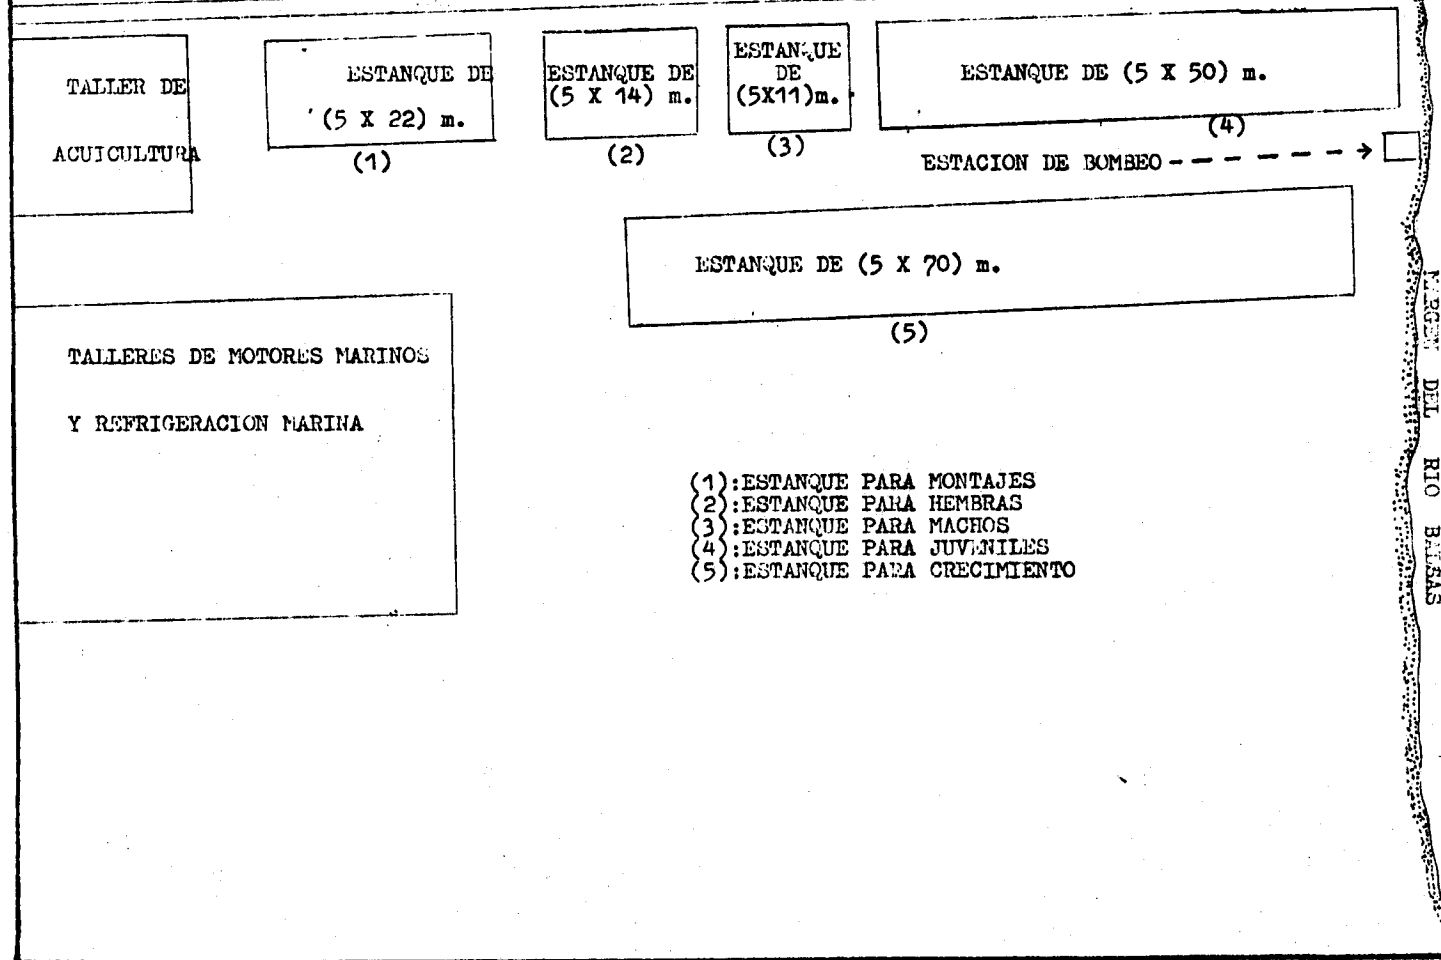 TALLER DE
ACUICULTURA
ESTANQUE DE
(5 X 22) m.
(1)
ESTANQUE DE
(5 X 14) m.
(2)
ESTANQUE
DE
(5X11)m.
(3)
ESTANQUE DE (5 X 50) m.
(4)
ESTACION DE BOMBEO
ESTANQUE DE (5 X 70) m.
(5)
TALLERES DE MOTORES MARINOS
Y REFRIGERACION MARINA
(1):ESTANQUE PARA MONTAJES
(2):ESTANQUE PARA HEMBRAS
(3):ESTANQUE PARA MACHOS
(4):ESTANQUE PARA JUVENILES
(5):ESTANQUE PARA CRECIMIENTO
MARGEN DEL RIO BALSAS